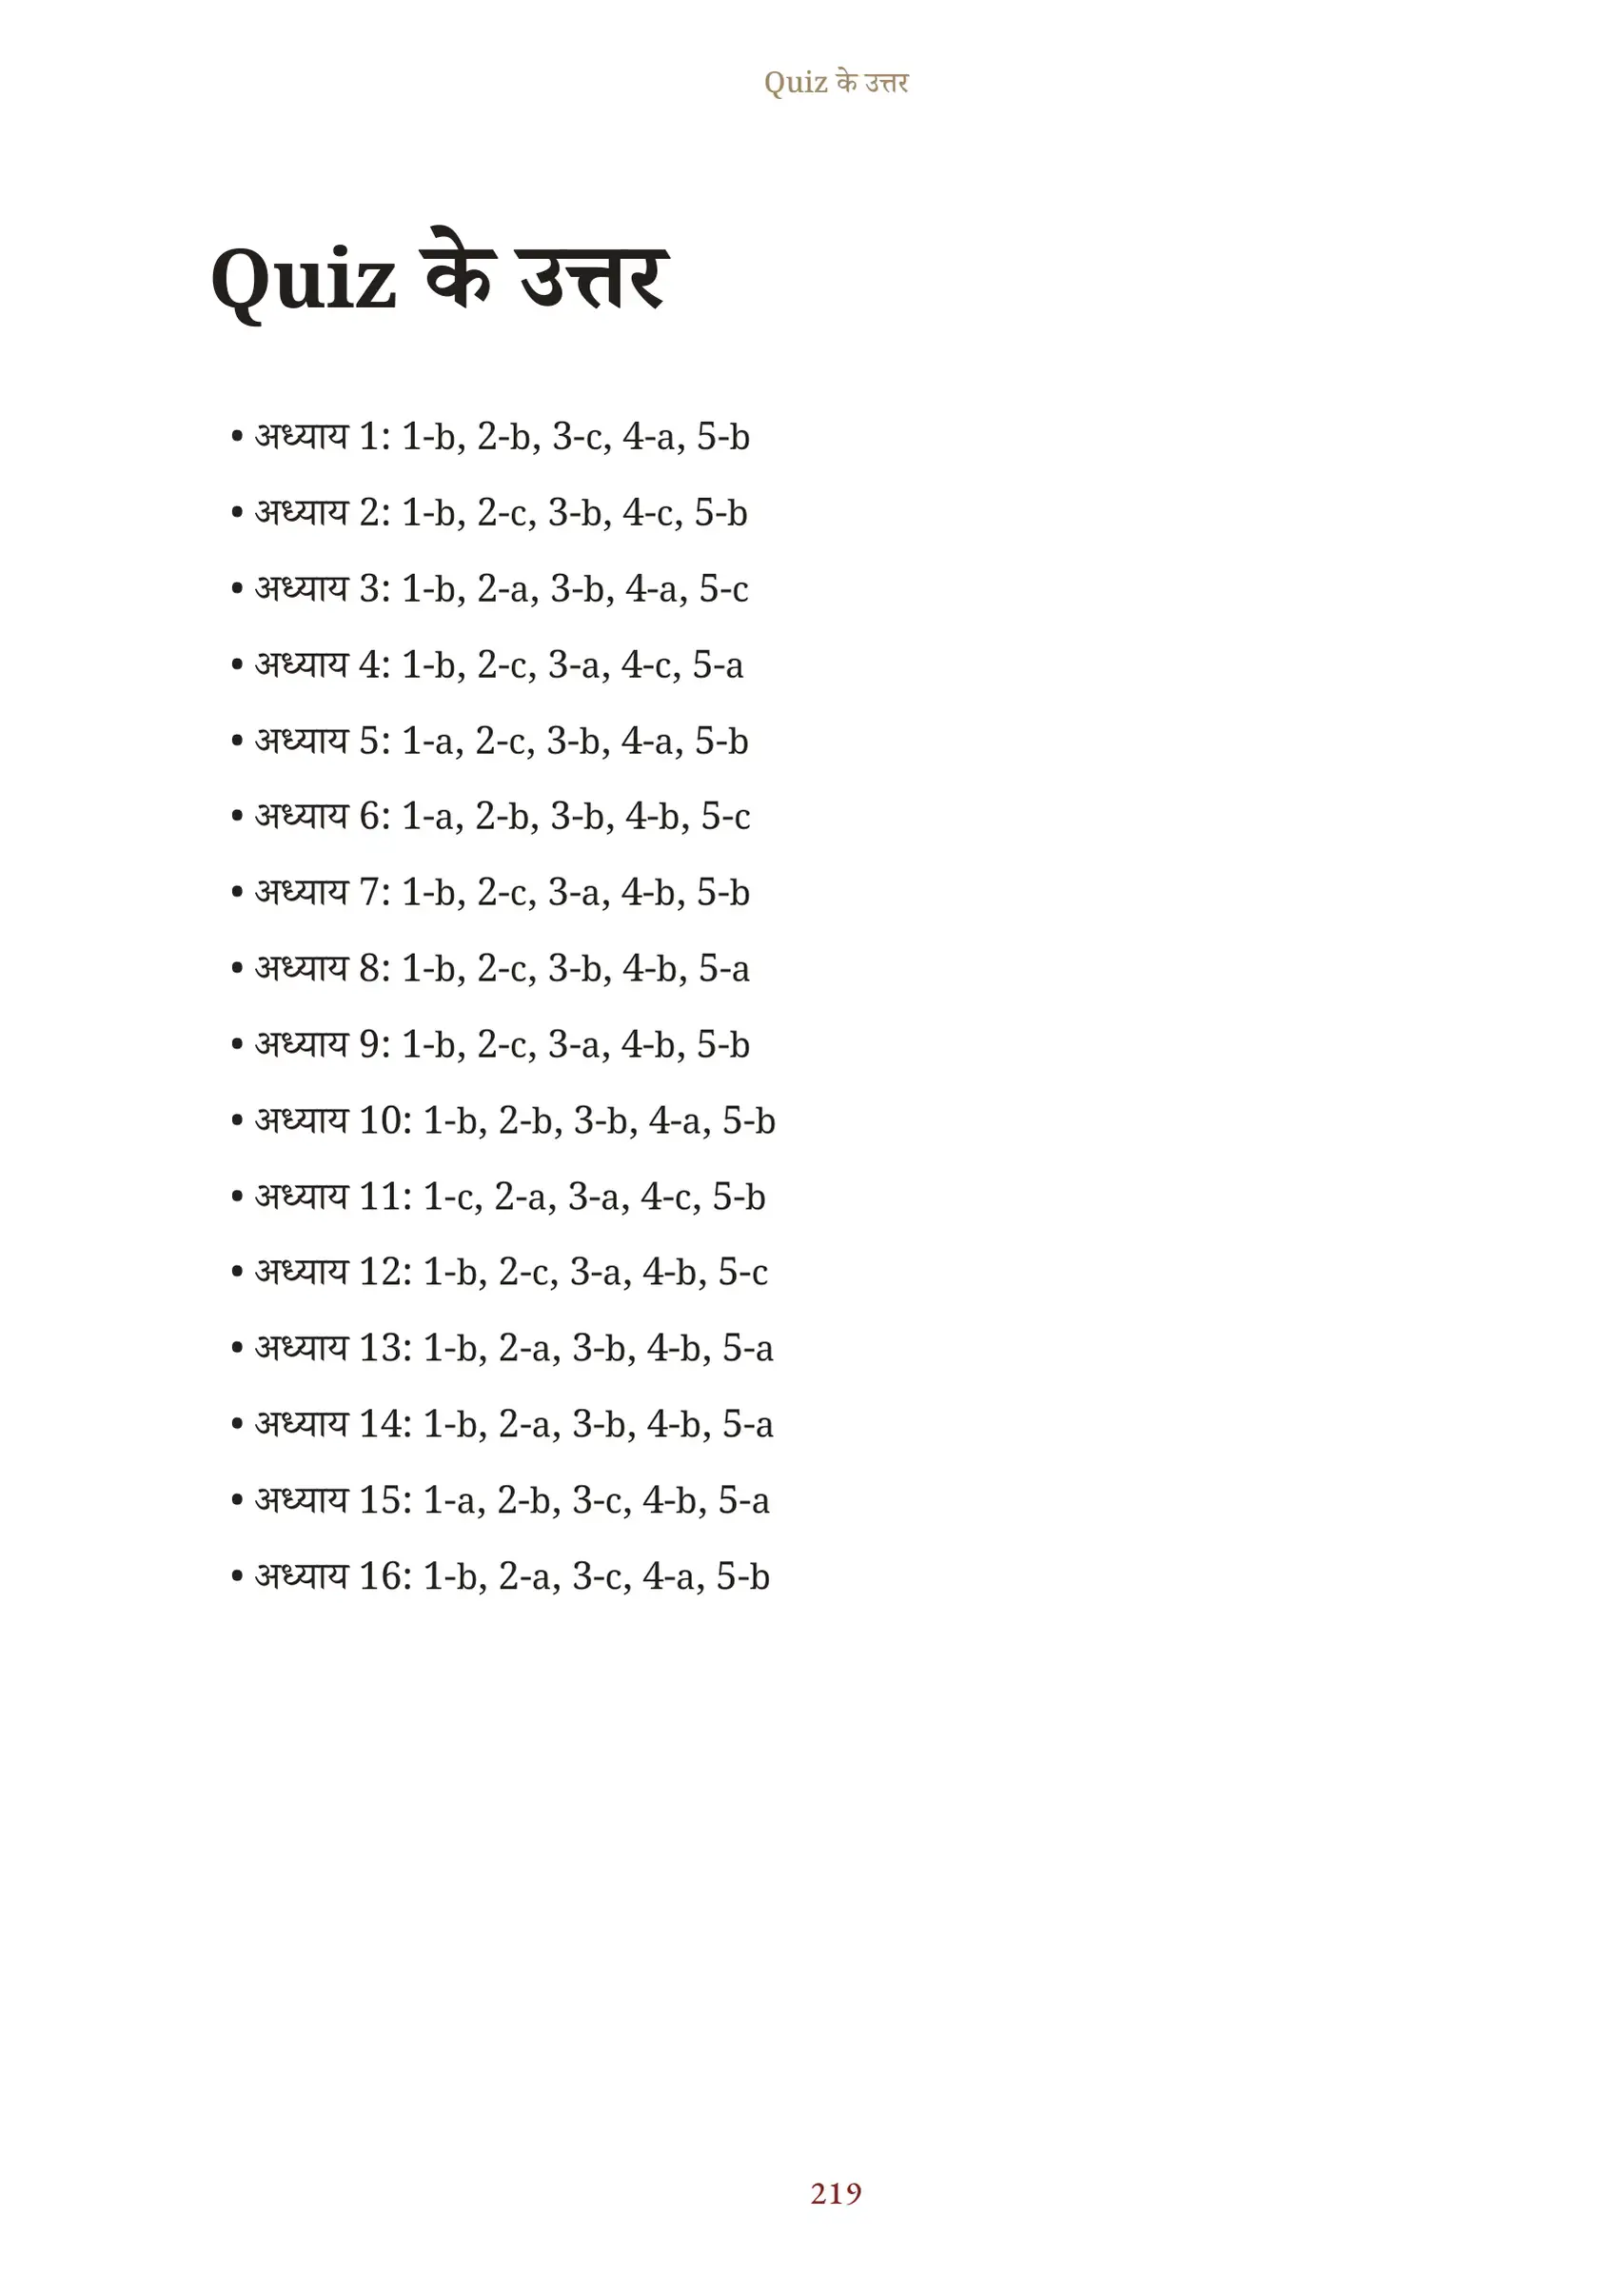 Quiz के उत्तर
Quiz के उत्तर
• अध्याय 1: 1-b, 2-b, 3-c, 4-a, 5-b
• अध्याय 2: 1-b, 2-c, 3-b, 4-c, 5-b
• अध्याय 3: 1-b, 2-a, 3-b, 4-a, 5-c
• अध्याय 4: 1-b, 2-c, 3-a, 4-c, 5-a
• अध्याय 5: 1-a, 2-c, 3-b, 4-a, 5-b
• अध्याय 6: 1-a, 2-b, 3-b, 4-b, 5-c
• अध्याय 7: 1-b, 2-c, 3-a, 4-b, 5-b
• अध्याय 8: 1-b, 2-c, 3-b, 4-b, 5-a
• अध्याय 9: 1-b, 2-c, 3-a, 4-b, 5-b
• अध्याय 10: 1-b, 2-b, 3-b, 4-a, 5-b
• अध्याय 11: 1-c, 2-a, 3-a, 4-c, 5-b
• अध्याय 12: 1-b, 2-c, 3-a, 4-b, 5-c
• अध्याय 13: 1-b, 2-a, 3-b, 4-b, 5-a
• अध्याय 14: 1-b, 2-a, 3-b, 4-b, 5-a
• अध्याय 15: 1-a, 2-b, 3-c, 4-b, 5-a
• अध्याय 16: 1-b, 2-a, 3-c, 4-a, 5-b
219